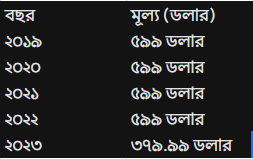 বছর মূল্য (ডলার)
২০১৯ ৫৯৯ ডলার
২০২০ ৫৯৯ ডলার
২০২১ ৫৯৯ ডলার
২০২২ ৫৯৯ ডলার
২০২৩ ৩৭৯.৯৯ ডলার